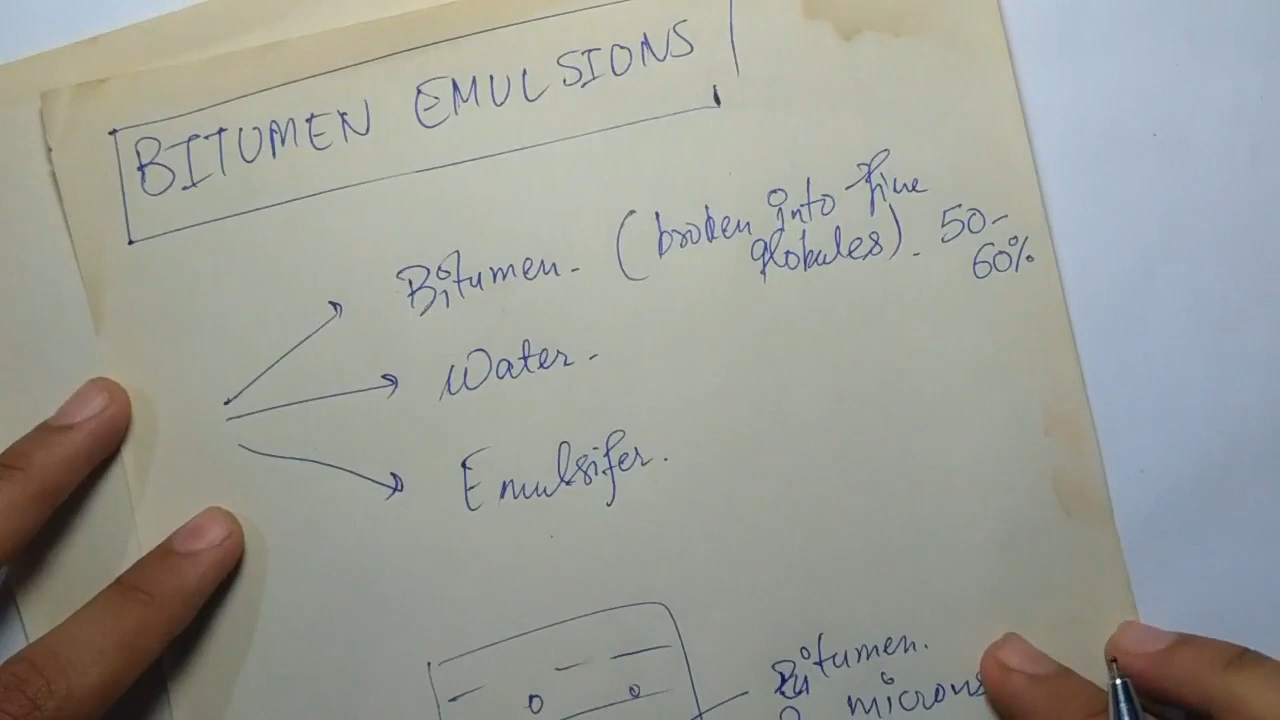 BITUMEN EMULSIONS
Bitumen - (broken into fine
globules). 50-
60%
Water -
Emulsifer.
Bitumen.
microns